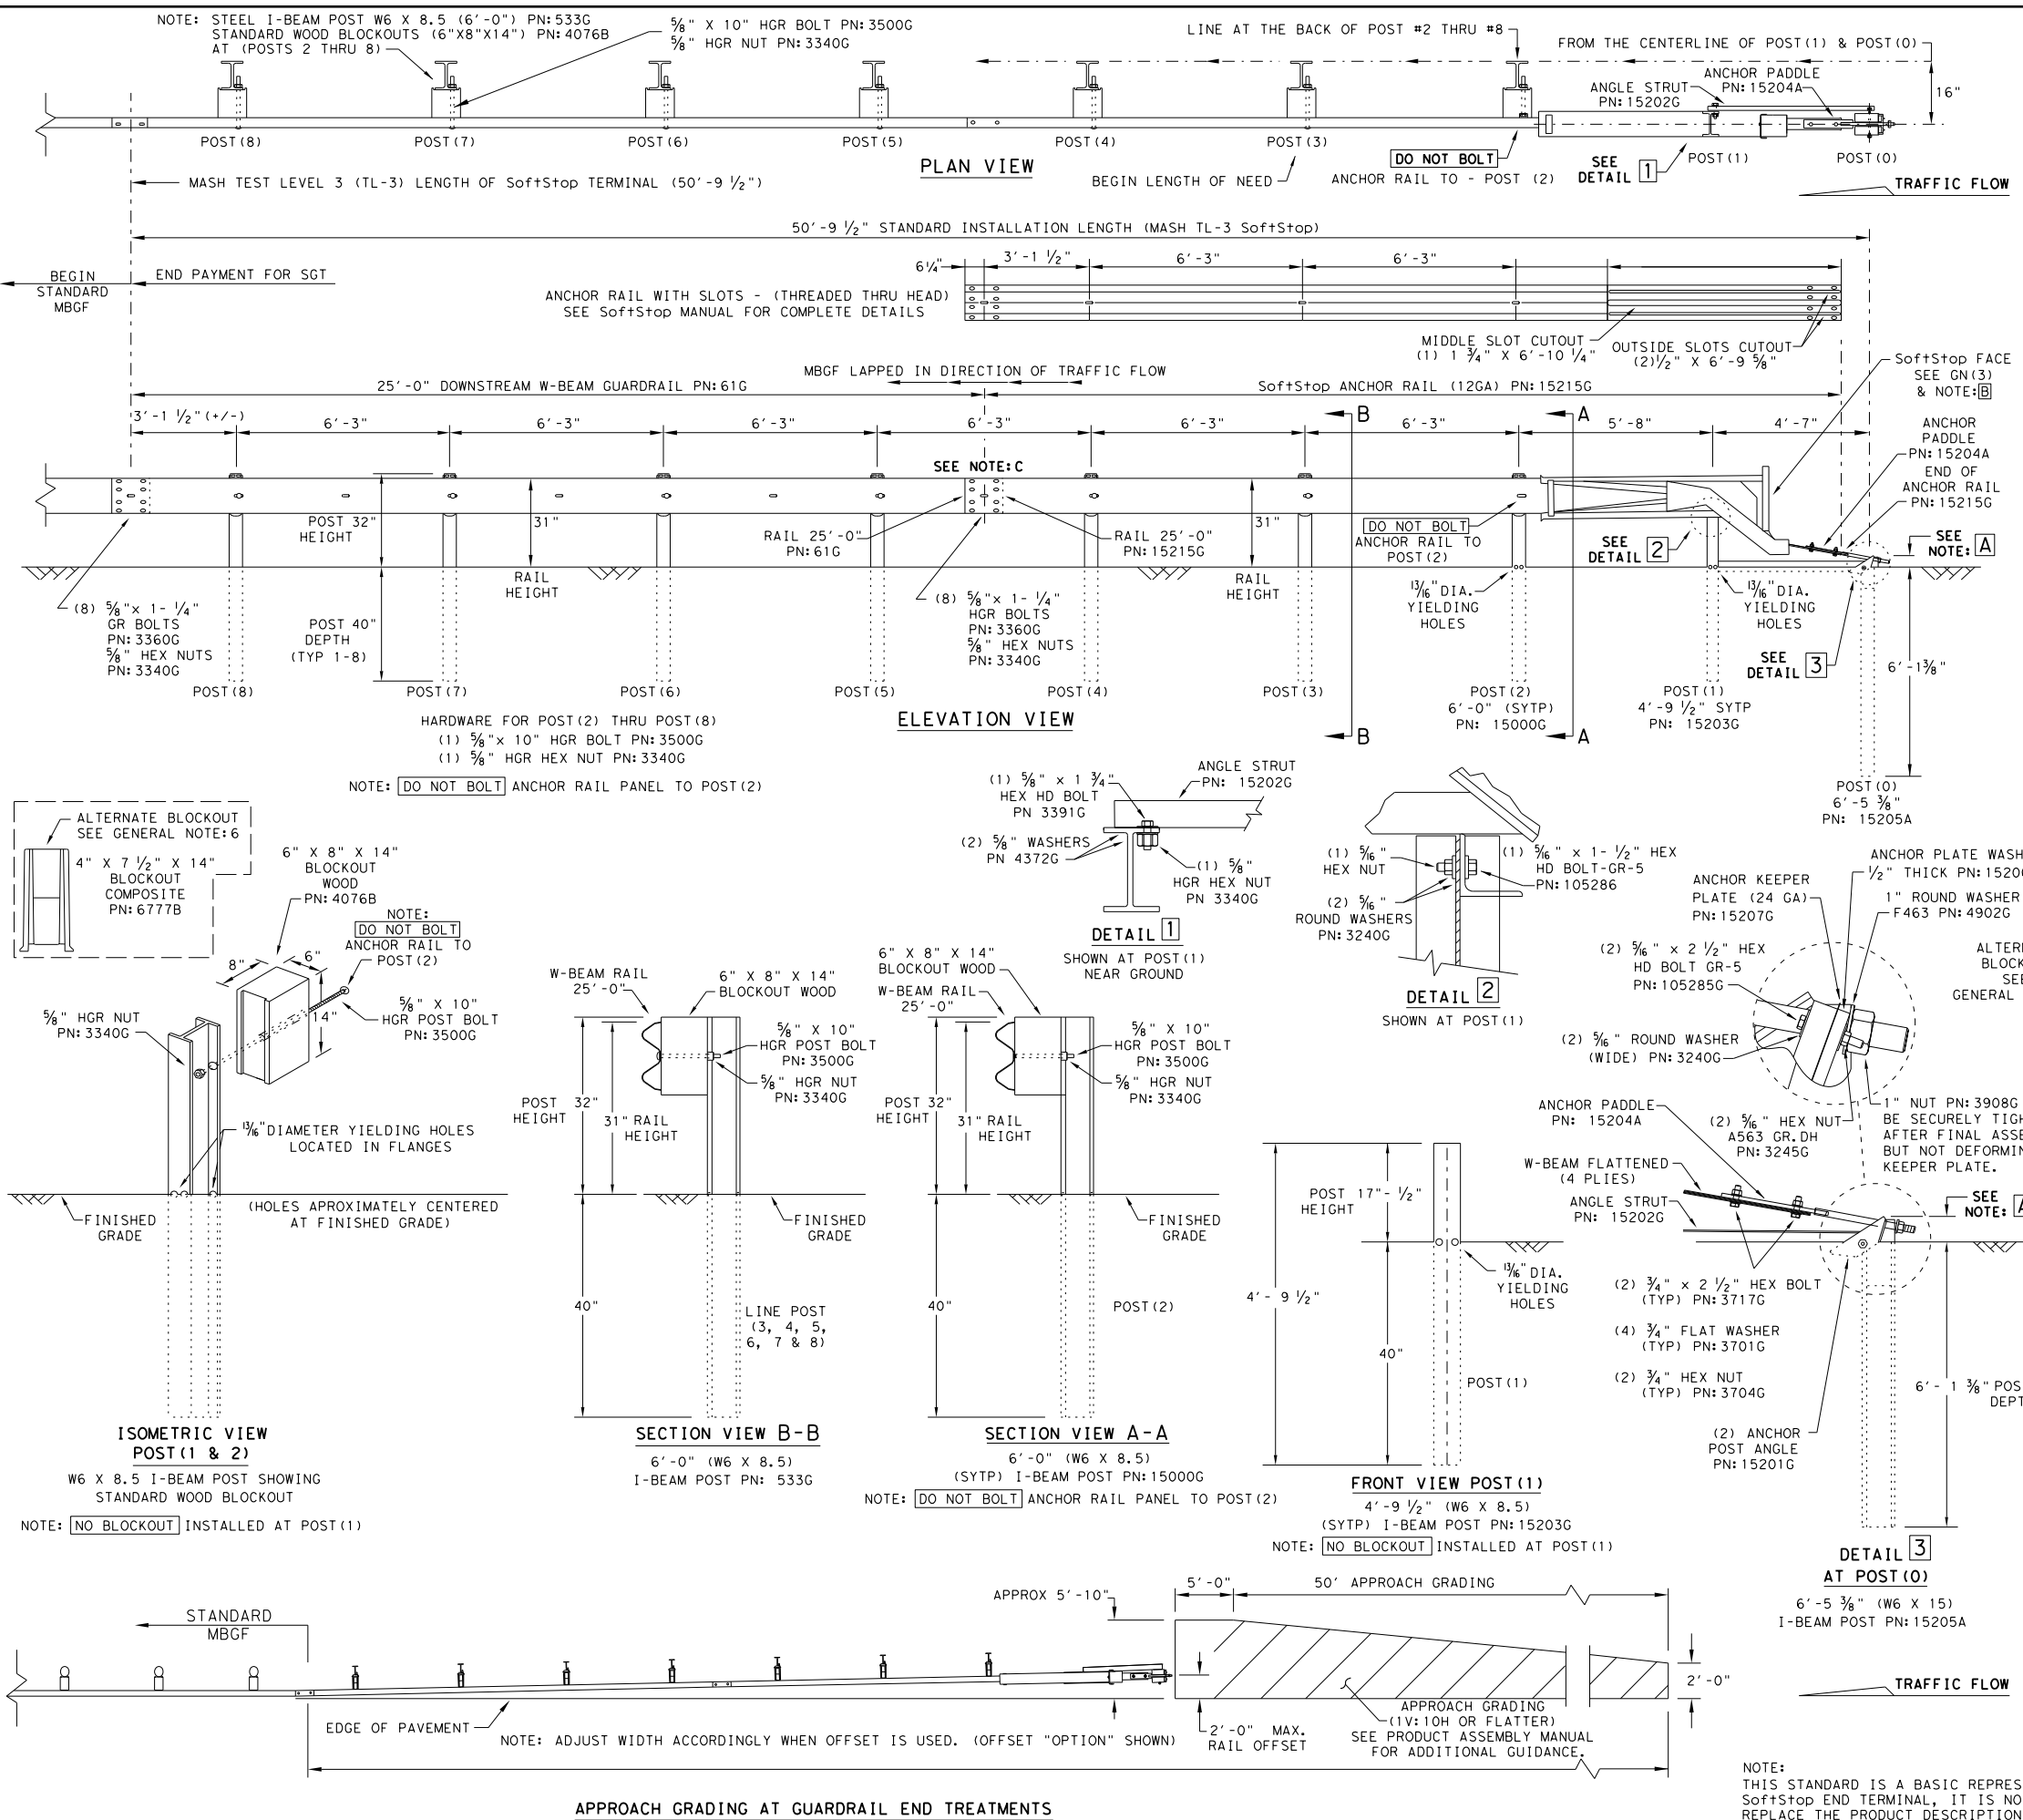 NOTE: STEEL I-BEAM POST W6 X 8.5 (6'-0") PN:533G
STANDARD WOOD BLOCKOUTS (6"X8"X14") PN:4076B
AT (POSTS 2 THRU 8)
5/8" X 10" HGR BOLT PN:3500G
5/8" HGR NUT PN:3340G
LINE AT THE BACK OF POST #2 THRU #8
FROM THE CENTERLINE OF POST(1) & POST(0)
ANCHOR PADDLE
PN:15204A
ANGLE STRUT
PN:15202G
16"
POST(8)
POST(7)
POST(6)
POST(5)
POST(4)
POST(3)
POST(1)
POST(0)
PLAN VIEW
BEGIN LENGTH OF NEED
DO NOT BOLT
ANCHOR RAIL TO - POST (2)
SEE
DETAIL 1
TRAFFIC FLOW
MASH TEST LEVEL 3 (TL-3) LENGTH OF SoftStop TERMINAL (50'-9 1/2")
50'-9 1/2" STANDARD INSTALLATION LENGTH (MASH TL-3 SoftStop)
BEGIN
STANDARD
MBGF
END PAYMENT FOR SGT
6 1/4"
3'-1 1/2"
6'-3"
6'-3"
ANCHOR RAIL WITH SLOTS - (THREADED THRU HEAD)
SEE SoftStop MANUAL FOR COMPLETE DETAILS
MIDDLE SLOT CUTOUT
(1) 1 3/4" X 6'-10 1/4"
OUTSIDE SLOTS CUTOUT
(2)1/2" X 6'-9 5/8"
SoftStop FACE
SEE GN(3)
& NOTE:B
MBGF LAPPED IN DIRECTION OF TRAFFIC FLOW
25'-0" DOWNSTREAM W-BEAM GUARDRAIL PN:61G
SoftStop ANCHOR RAIL (12GA) PN:15215G
3'-1 1/2"(+/-)
6'-3"
6'-3"
6'-3"
6'-3"
6'-3"
6'-3"
5'-8"
4'-7"
B
A
ANCHOR
PADDLE
PN:15204A
END OF
ANCHOR RAIL
PN:15215G
SEE NOTE:C
POST 32"
HEIGHT
31"
RAIL
HEIGHT
RAIL 25'-0"
PN:61G
RAIL 25'-0"
PN:15215G
31"
RAIL
HEIGHT
DO NOT BOLT
ANCHOR RAIL TO
POST(2)
SEE
DETAIL 2
SEE
NOTE: A
(8) 5/8"x 1- 1/4"
GR BOLTS
PN:3360G
5/8" HEX NUTS
PN:3340G
POST 40"
DEPTH
(TYP 1-8)
(8) 5/8"x 1- 1/4"
HGR BOLTS
PN:3360G
5/8" HEX NUTS
PN:3340G
13/16"DIA.
YIELDING
HOLES
13/16"DIA.
YIELDING
HOLES
SEE
DETAIL 3
6'-1 3/8"
POST(8)
POST(7)
POST(6)
POST(5)
POST(4)
POST(3)
POST(2)
6'-0" (SYTP)
PN: 15000G
POST(1)
4'-9 1/2" SYTP
PN: 15203G
B
A
ELEVATION VIEW
HARDWARE FOR POST(2) THRU POST(8)
(1) 5/8"x 10" HGR BOLT PN:3500G
(1) 5/8" HGR HEX NUT PN:3340G
NOTE: DO NOT BOLT ANCHOR RAIL PANEL TO POST(2)
POST(0)
6'-5 3/8"
PN: 15205A
ALTERNATE BLOCKOUT
SEE GENERAL NOTE:6
4" X 7 1/2" X 14"
BLOCKOUT
COMPOSITE
PN:6777B
6" X 8" X 14"
BLOCKOUT
WOOD
PN:4076B
NOTE:
DO NOT BOLT
ANCHOR RAIL TO
POST(2)
8"
6"
14"
5/8" HGR NUT
PN:3340G
5/8" X 10"
HGR POST BOLT
PN:3500G
13/16"DIAMETER YIELDING HOLES
LOCATED IN FLANGES
FINISHED
GRADE
(HOLES APROXIMATELY CENTERED
AT FINISHED GRADE)
ISOMETRIC VIEW
POST(1 & 2)
W6 X 8.5 I-BEAM POST SHOWING
STANDARD WOOD BLOCKOUT
NOTE: NO BLOCKOUT INSTALLED AT POST(1)
(1) 5/8" x 1 3/4"
HEX HD BOLT
PN 3391G
ANGLE STRUT
PN: 15202G
(2) 5/8" WASHERS
PN 4372G
(1) 5/8"
HGR HEX NUT
PN 3340G
DETAIL 1
SHOWN AT POST(1)
NEAR GROUND
(1) 5/16"
HEX NUT
(1) 5/16" x 1- 1/2" HEX
HD BOLT-GR-5
PN:105286
(2) 5/16"
ROUND WASHERS
PN:3240G
DETAIL 2
SHOWN AT POST(1)
ANCHOR PLATE WASH
1/2" THICK PN:1520
ANCHOR KEEPER
PLATE (24 GA)
PN:15207G
1" ROUND WASHER
F463 PN:4902G
(2) 5/16" x 2 1/2" HEX
HD BOLT GR-5
PN:105285G
ALTER
BLOCK
SEE
GENERAL
(2) 5/16" ROUND WASHER
(WIDE) PN:3240G
(2) 5/16" HEX NUT
A563 GR.DH
PN:3245G
1" NUT PN:3908G
BE SECURELY TIGH
AFTER FINAL ASSE
BUT NOT DEFORMIN
KEEPER PLATE.
W-BEAM RAIL
25'-0"
6" X 8" X 14"
BLOCKOUT WOOD
5/8" X 10"
HGR POST BOLT
PN:3500G
5/8" HGR NUT
PN:3340G
POST 32"
HEIGHT
31"RAIL
HEIGHT
FINISHED
GRADE
40"
LINE POST
(3, 4, 5,
6, 7 & 8)
SECTION VIEW B-B
6'-0" (W6 X 8.5)
I-BEAM POST PN: 533G
6" X 8" X 14"
BLOCKOUT WOOD
W-BEAM RAIL
25'-0"
5/8" X 10"
HGR POST BOLT
PN:3500G
5/8" HGR NUT
PN:3340G
POST 32"
HEIGHT
31"RAIL
HEIGHT
FINISHED
GRADE
40"
POST(2)
SECTION VIEW A-A
6'-0" (W6 X 8.5)
(SYTP) I-BEAM POST PN:15000G
NOTE: DO NOT BOLT ANCHOR RAIL PANEL TO POST(2)
POST 17"- 1/2"
HEIGHT
4'- 9 1/2"
40"
13/16"DIA.
YIELDING
HOLES
POST(1)
FRONT VIEW POST(1)
4'-9 1/2" (W6 X 8.5)
(SYTP) I-BEAM POST PN:15203G
NOTE: NO BLOCKOUT INSTALLED AT POST(1)
ANCHOR PADDLE
PN: 15204A
W-BEAM FLATTENED
(4 PLIES)
ANGLE STRUT
PN: 15202G
SEE
NOTE: A
(2) 3/4" x 2 1/2" HEX BOLT
(TYP) PN:3717G
(4) 3/4" FLAT WASHER
(TYP) PN:3701G
(2) 3/4" HEX NUT
(TYP) PN:3704G
(2) ANCHOR
POST ANGLE
PN:15201G
6'- 1 3/8" POS
DEPT
DETAIL 3
AT POST(0)
6'-5 3/8" (W6 X 15)
I-BEAM POST PN:15205A
STANDARD
MBGF
APPROX 5'-10"
5'-0"
50' APPROACH GRADING
2'-0"
EDGE OF PAVEMENT
NOTE: ADJUST WIDTH ACCORDINGLY WHEN OFFSET IS USED. (OFFSET "OPTION" SHOWN)
2'-0" MAX.
RAIL OFFSET
APPROACH GRADING
(1V:10H OR FLATTER)
SEE PRODUCT ASSEMBLY MANUAL
FOR ADDITIONAL GUIDANCE.
TRAFFIC FLOW
APPROACH GRADING AT GUARDRAIL END TREATMENTS
NOTE:
THIS STANDARD IS A BASIC REPRES
SoftStop END TERMINAL, IT IS NO
REPLACE THE PRODUCT DESCRIPTION